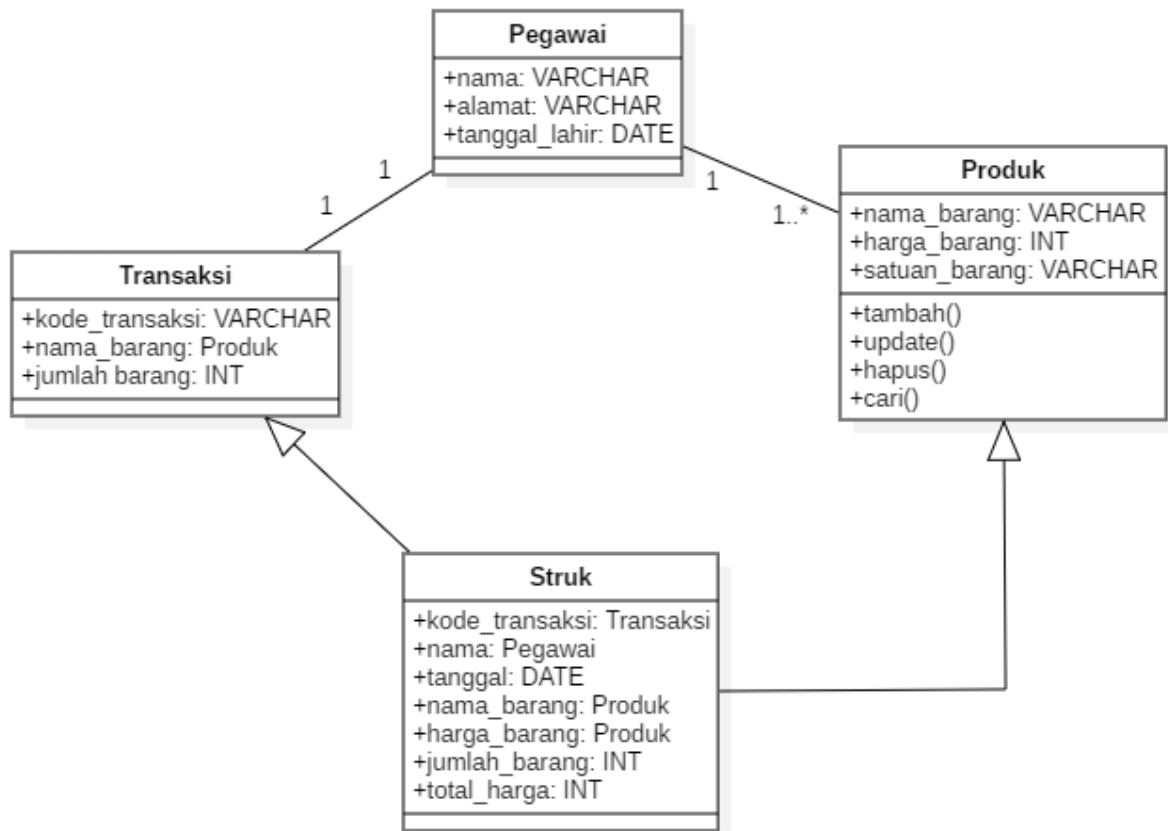 Pegawai
+nama: VARCHAR
+alamat: VARCHAR
+tanggal_lahir: DATE
1
1
1
1..*
Produk
+nama_barang: VARCHAR
+harga_barang: INT
+satuan_barang: VARCHAR
+tambah()
+update()
+hapus()
+cari()
Transaksi
+kode_transaksi: VARCHAR
+nama_barang: Produk
+jumlah barang: INT
Struk
+kode_transaksi: Transaksi
+nama: Pegawai
+tanggal: DATE
+nama_barang: Produk
+harga_barang: Produk
+jumlah_barang: INT
+total_harga: INT